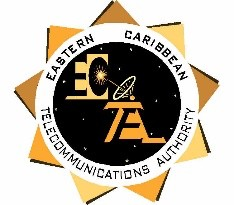 EASTERN CARIBBEAN
TELECOMMUNICATIONS AUTHORITY
EC
TEL